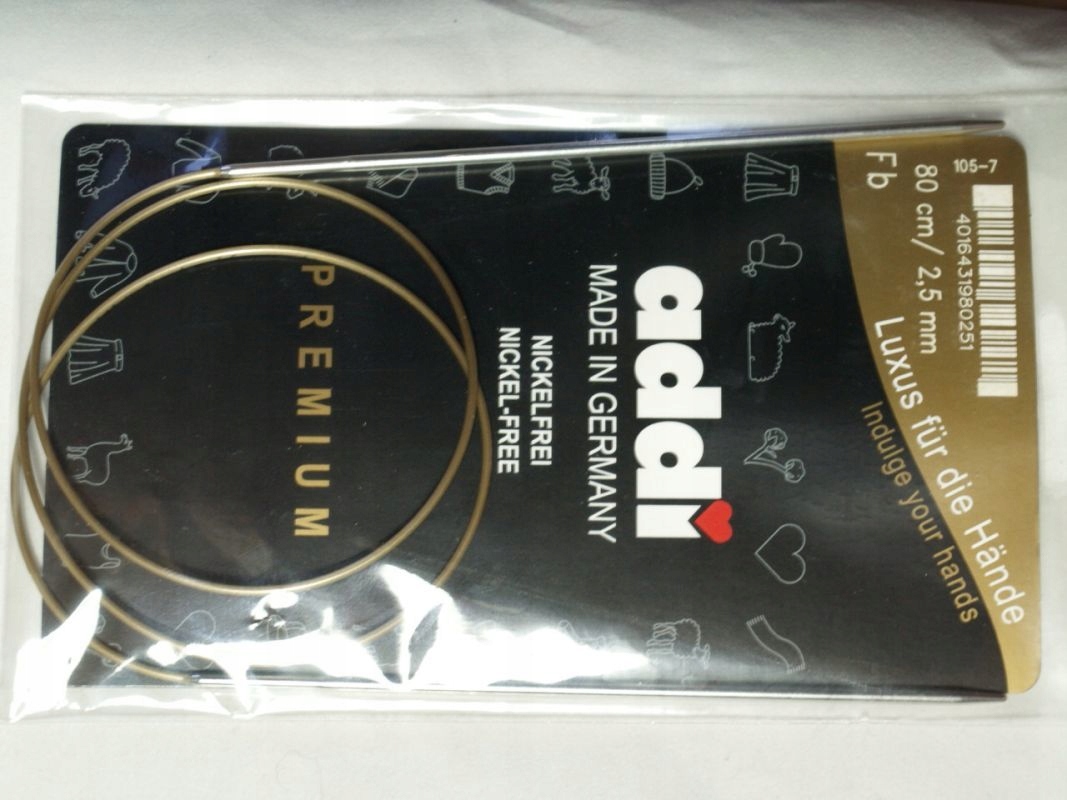 105-7
4016431980251
80 cm/ 2,5 mm
Fb
Luxus für die Hände
Indulge your hands
addi
MADE IN GERMANY
NICKELFREI
NICKEL-FREE
PREMIUM